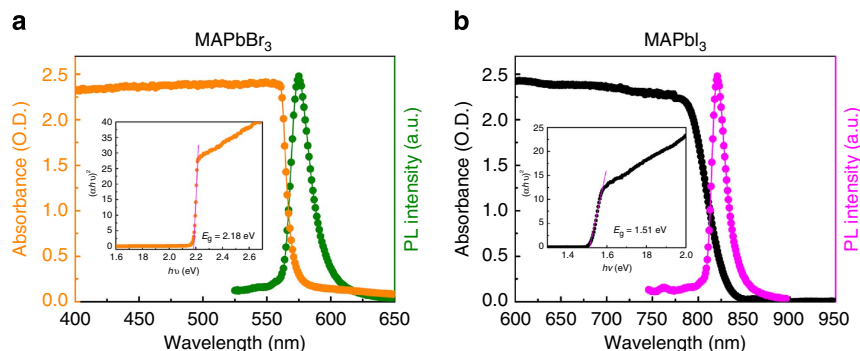 a
MAPbBr3
Absorbance (O.D.)
2.5
2.0
1.5
1.0
0.5
0.0
400 450 500 550 600 650
Wavelength (nm)
PL intensity (a.u.)
(αhυ)²
40
35
30
25
20
15
10
5
0
1.6 1.8 2.0 2.2 2.4 2.6
hυ (eV)
Eg = 2.18 eV
b
MAPbI3
Absorbance (O.D.)
2.5
2.0
1.5
1.0
0.5
0.0
600 650 700 750 800 850 900 950
Wavelength (nm)
PL intensity (a.u.)
(αhυ)²
25
20
15
10
5
0
1.4 1.6 1.8 2.0
hν (eV)
Eg = 1.51 eV